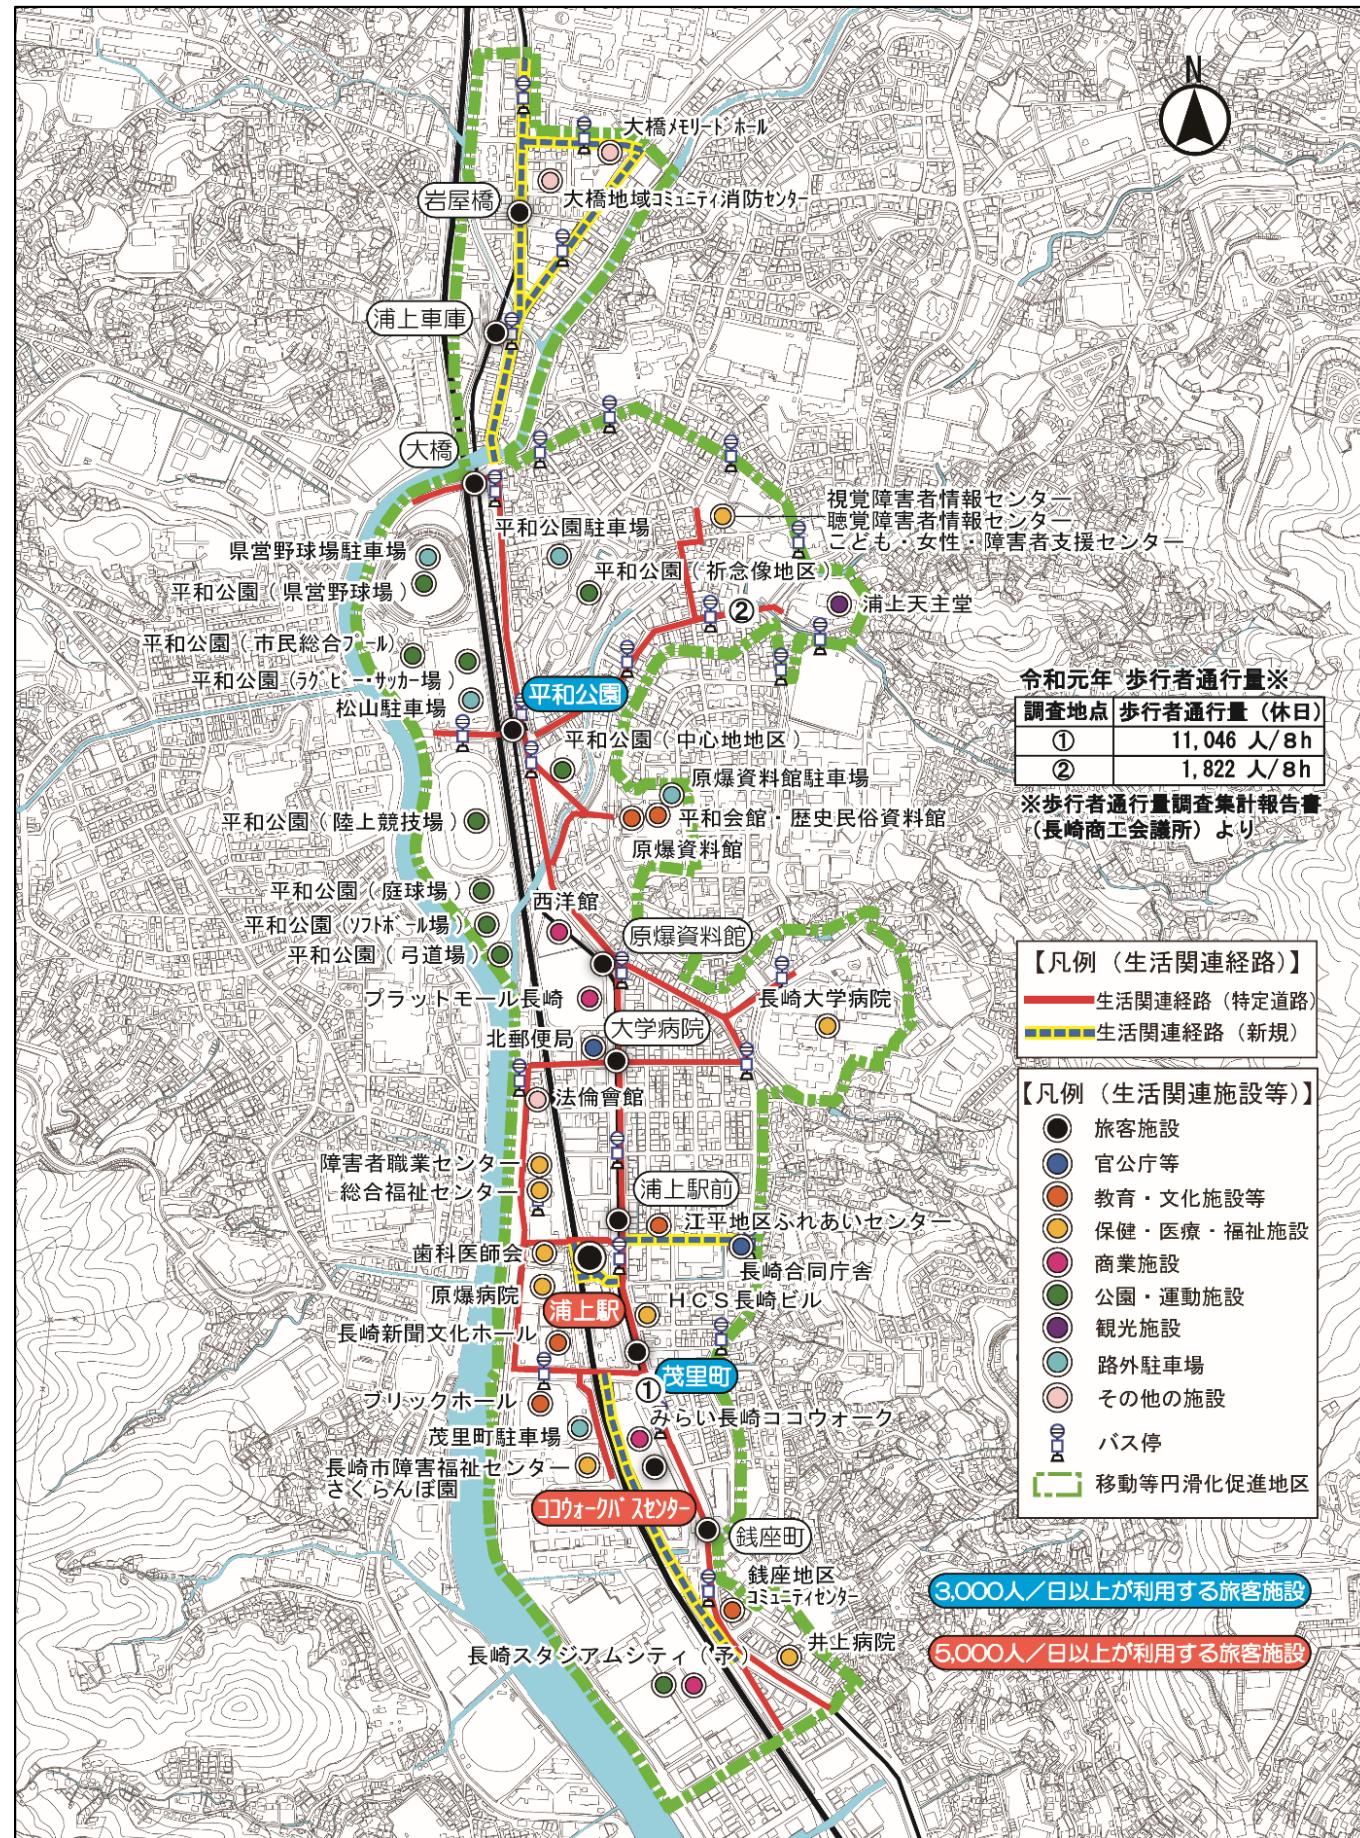 N
大橋メモリードホール
岩屋橋
大橋地域コミュニティ消防センター
浦上車庫
大橋
視覚障害者情報センター
聴覚障害者情報センター
こども・女性・障害者支援センター
平和公園駐車場
県営野球場駐車場
平和公園（祈念像地区）
平和公園（県営野球場）
②
浦上天主堂
平和公園（市民総合プール）
平和公園（ラグビー・サッカー場）
松山駐車場
平和公園
令和元年 歩行者通行量※
調査地点 歩行者通行量（休日）
① 11,046 人/8h
② 1,822 人/8h
※歩行者通行量調査集計報告書
（長崎商工会議所）より
平和公園（中心地地区）
原爆資料館駐車場
平和公園（陸上競技場）
平和会館・歴史民俗資料館
原爆資料館
平和公園（庭球場）
西洋館
平和公園（ソフトボール場）
原爆資料館
平和公園（弓道場）
プラットモール長崎
長崎大学病院
大学病院
北郵便局
【凡例（生活関連経路）】
生活関連経路（特定道路）
生活関連経路（新規）
法倫會館
【凡例（生活関連施設等）】
旅客施設
官公庁等
教育・文化施設等
保健・医療・福祉施設
商業施設
公園・運動施設
観光施設
路外駐車場
その他の施設
バス停
移動等円滑化促進地区
障害者職業センター
総合福祉センター
浦上駅前
江平地区ふれあいセンター
歯科医師会
長崎合同庁舎
原爆病院
浦上駅
ＨＣＳ長崎ビル
長崎新聞文化ホール
茂里町
①
ブリックホール
みらい長崎ココウォーク
茂里町駐車場
長崎市障害福祉センター
さくらんぼ園
ココウォークバスセンター
銭座町
銭座地区
コミュニティセンター
3,000人／日以上が利用する旅客施設
井上病院
5,000人／日以上が利用する旅客施設
長崎スタジアムシティ（予）